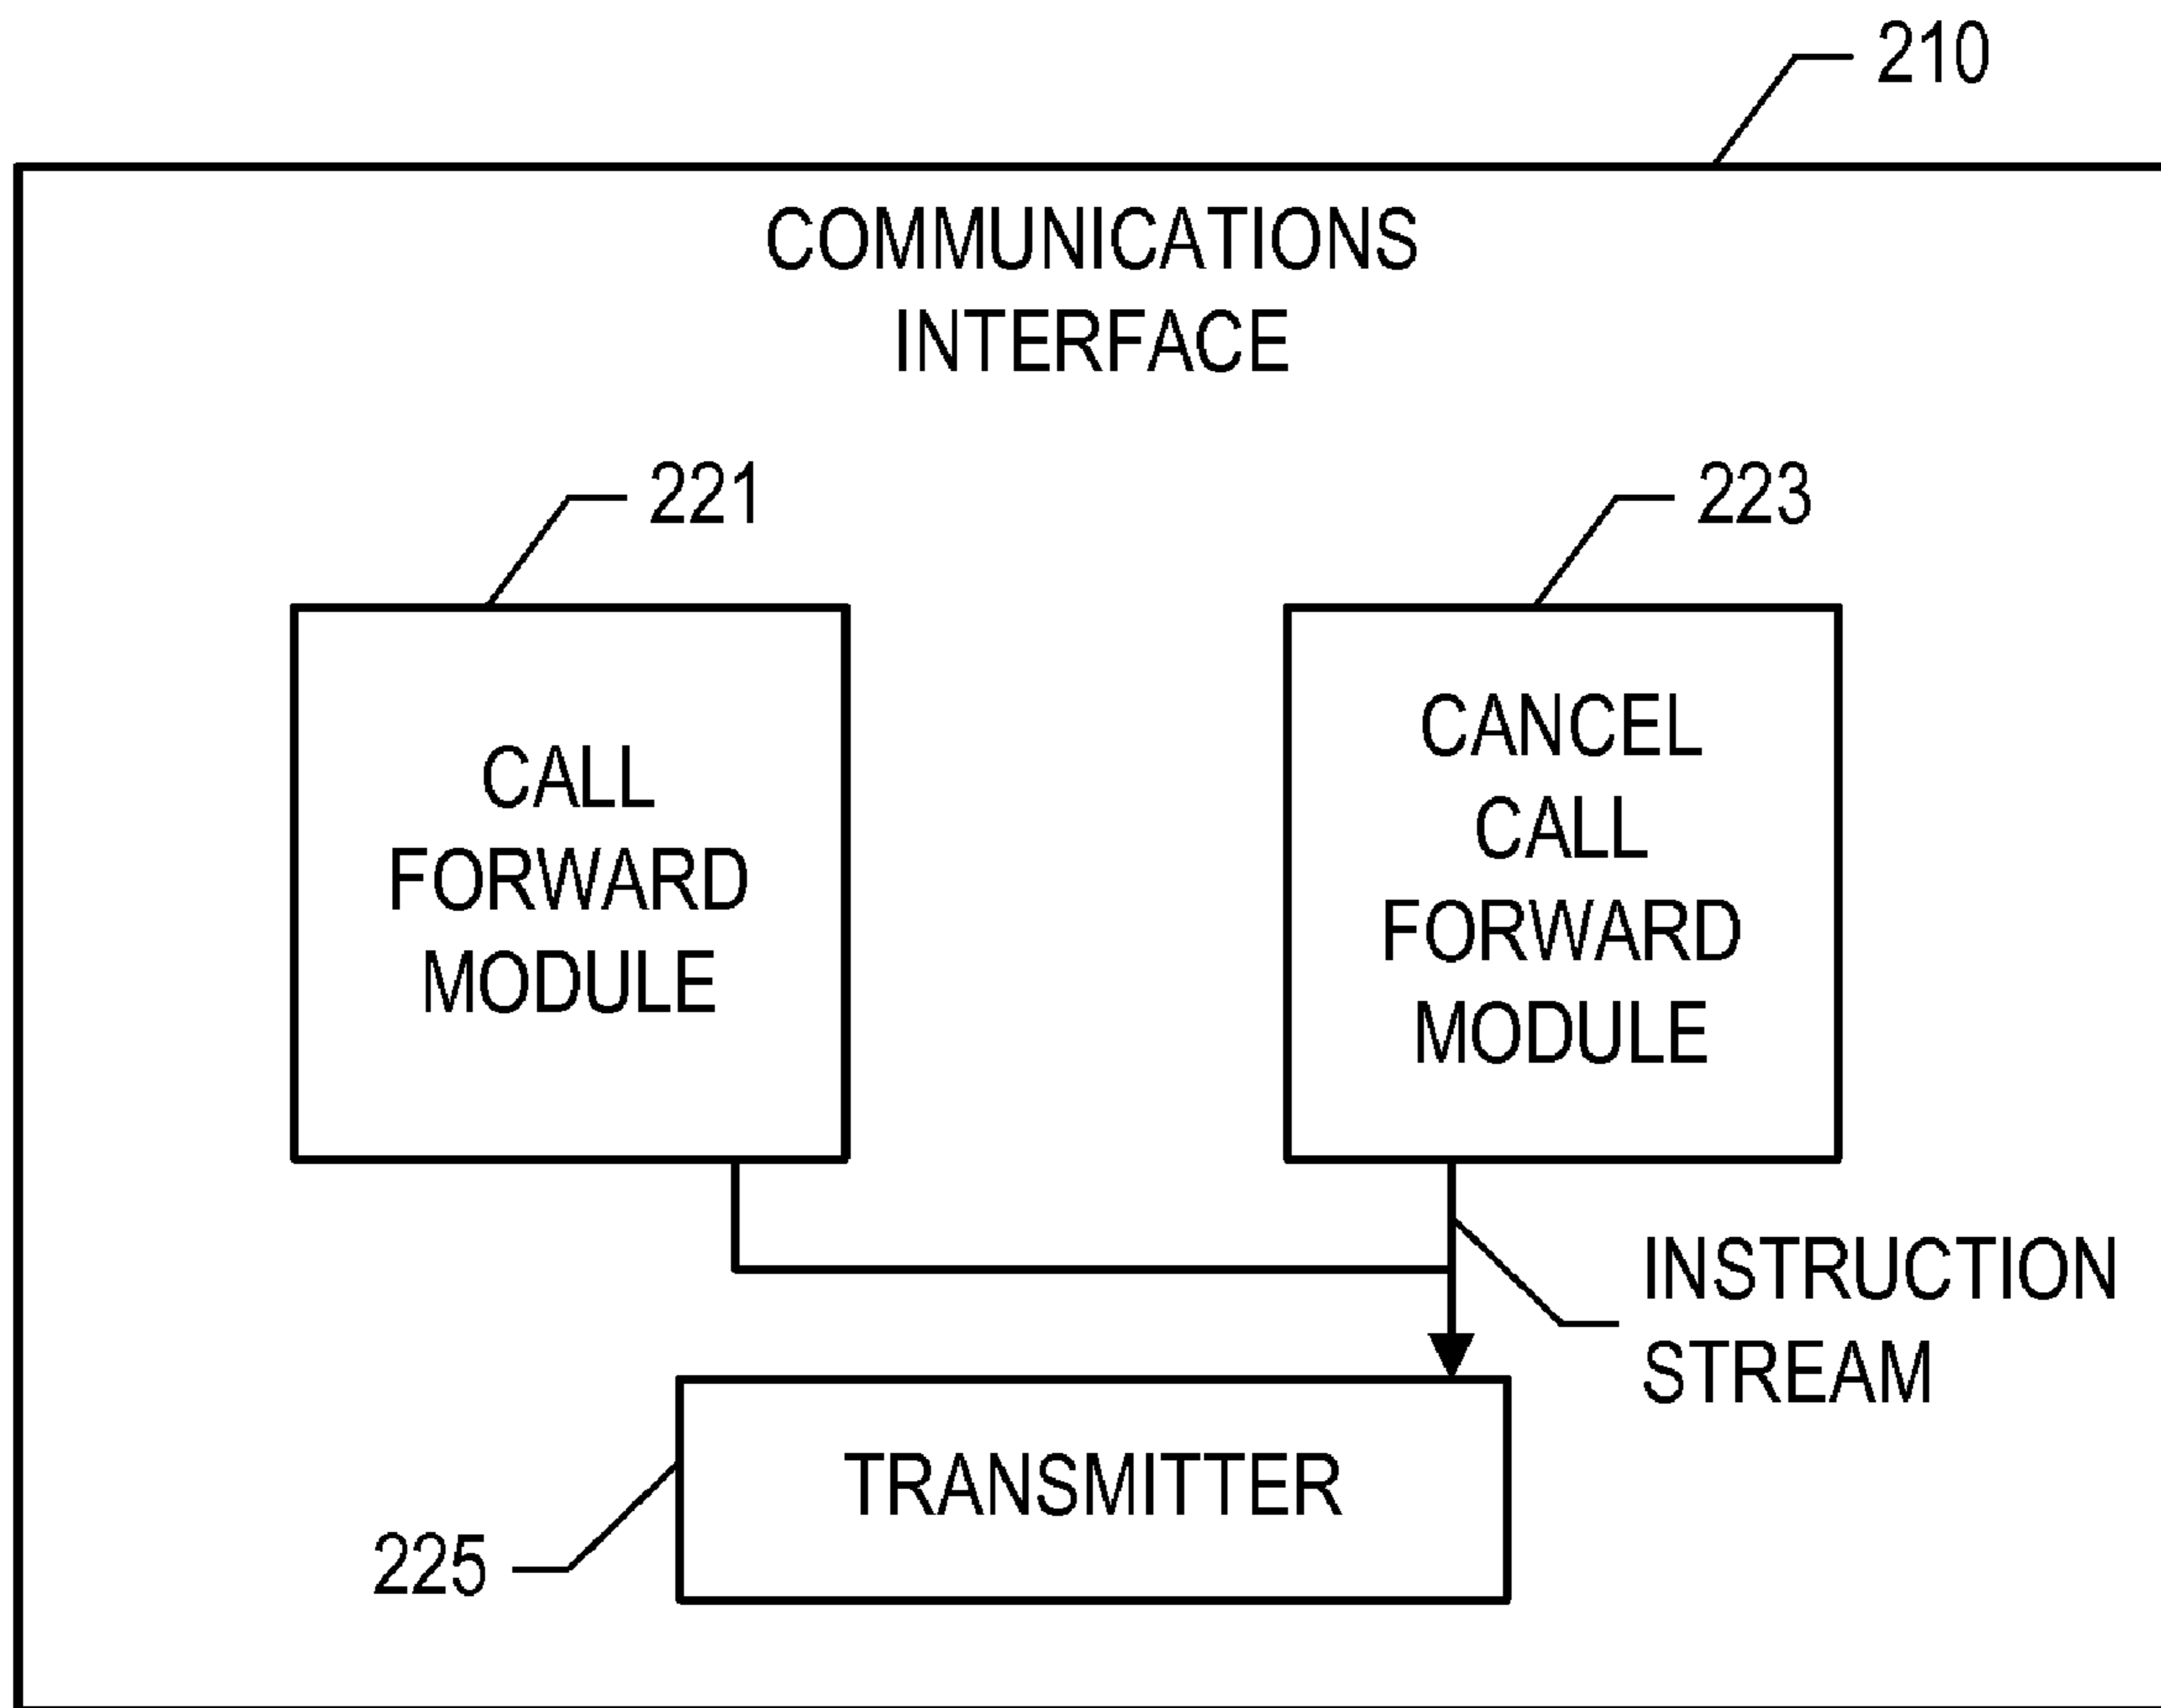 210
COMMUNICATIONS
INTERFACE
221
223
CALL
FORWARD
MODULE
CANCEL
CALL
FORWARD
MODULE
INSTRUCTION
STREAM
TRANSMITTER
225